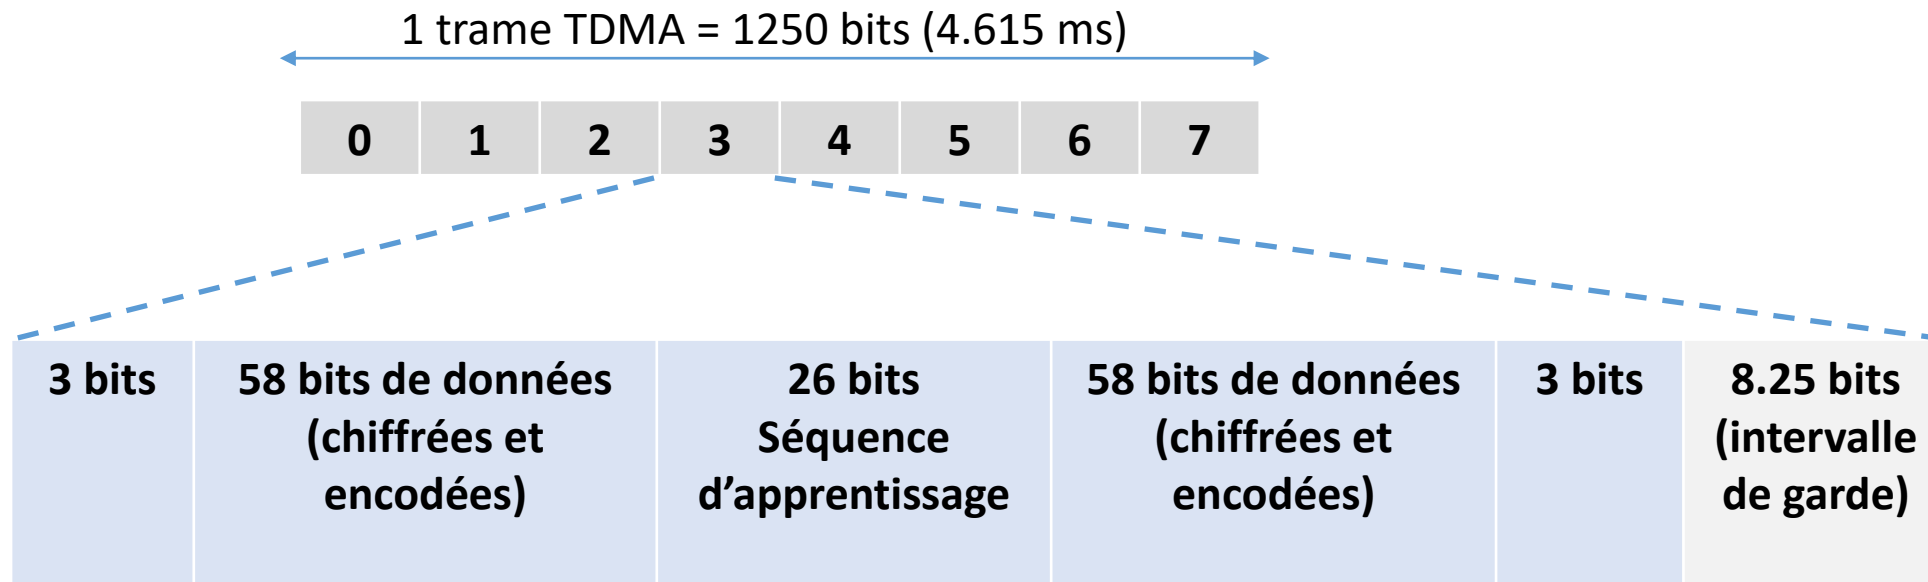 1 trame TDMA = 1250 bits (4.615 ms)
0 1 2 3 4 5 6 7
3 bits
58 bits de données
(chiffrées et
encodées)
26 bits
Séquence
d’apprentissage
58 bits de données
(chiffrées et
encodées)
3 bits
8.25 bits
(intervalle
de garde)